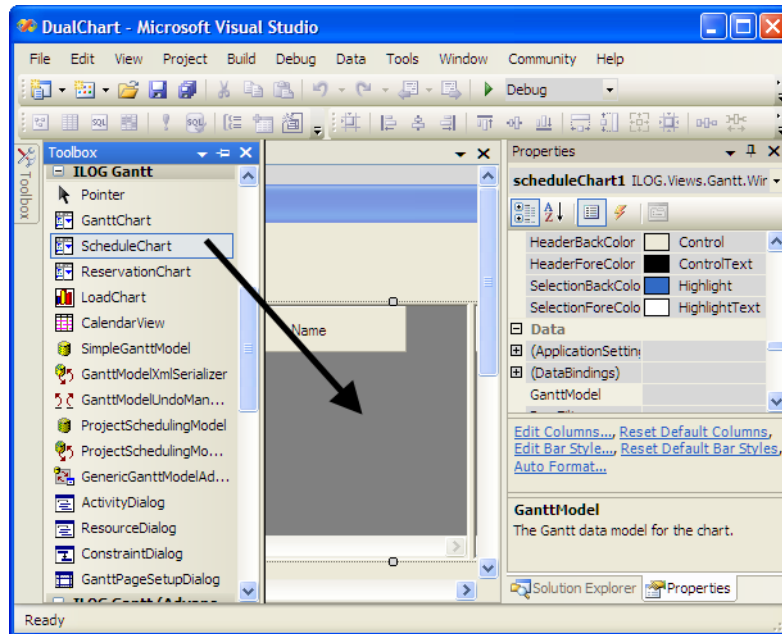 DualChart - Microsoft Visual Studio
File Edit View Project Build Debug Data Tools Window Community Help
Debug
Toolbox
Toolbox
ILOG Gantt
Pointer
GanttChart
ScheduleChart
ReservationChart
LoadChart
CalendarView
SimpleGanttModel
GanttModelXmlSerializer
GanttModelUndoMan...
ProjectSchedulingModel
ProjectSchedulingMo...
GenericGanttModelAd...
ActivityDialog
ResourceDialog
ConstraintDialog
GanttPageSetupDialog
Name
Properties
scheduleChart1 ILOG.Views.Gantt.Wir
HeaderBackColor Control
HeaderForeColor ControlText
SelectionBackColo Highlight
SelectionForeColo HighlightText
Data
(ApplicationSettin
(DataBindings)
GanttModel
Edit Columns..., Reset Default Columns,
Edit Bar Style..., Reset Default Bar Styles,
Auto Format...
GanttModel
The Gantt data model for the chart.
Solution Explorer Properties
Ready